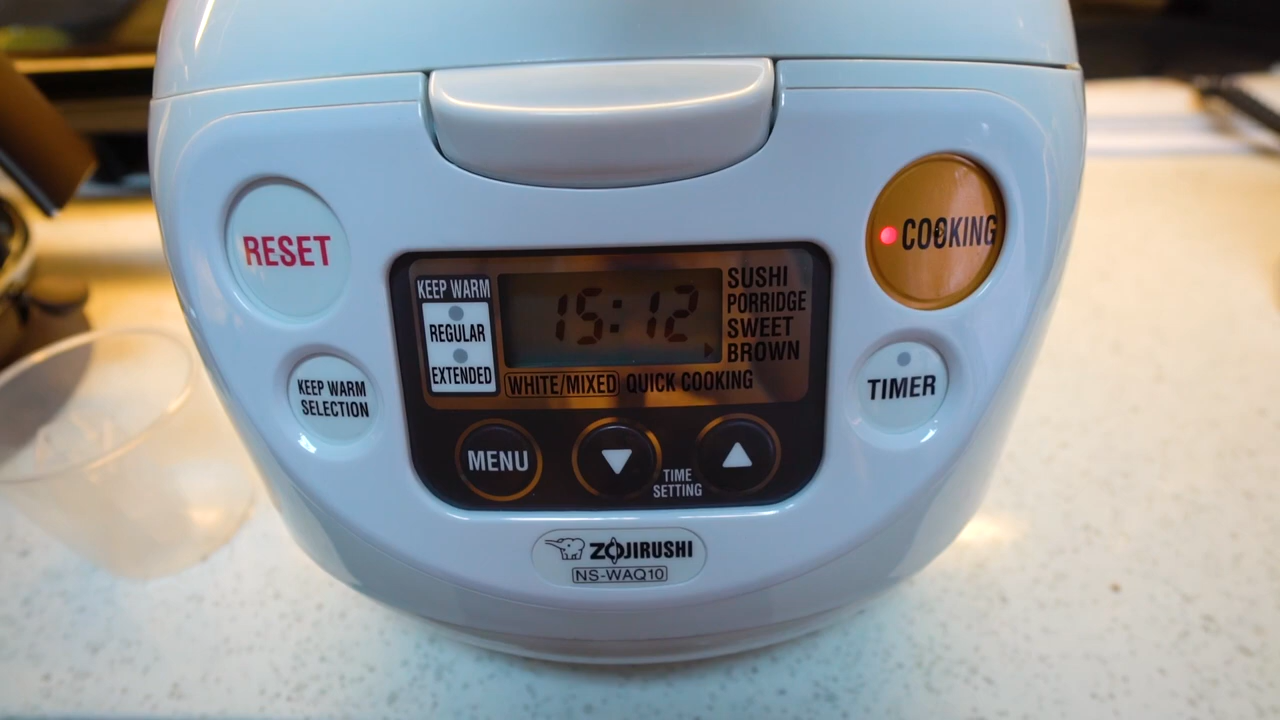 RESET
COOKING
KEEP WARM
REGULAR
EXTENDED
15:12
SUSHI
PORRIDGE
SWEET
BROWN
WHITE/MIXED QUICK COOKING
KEEP WARM
SELECTION
TIMER
MENU
TIME
SETTING
ZOJIRUSHI
NS-WAQ10